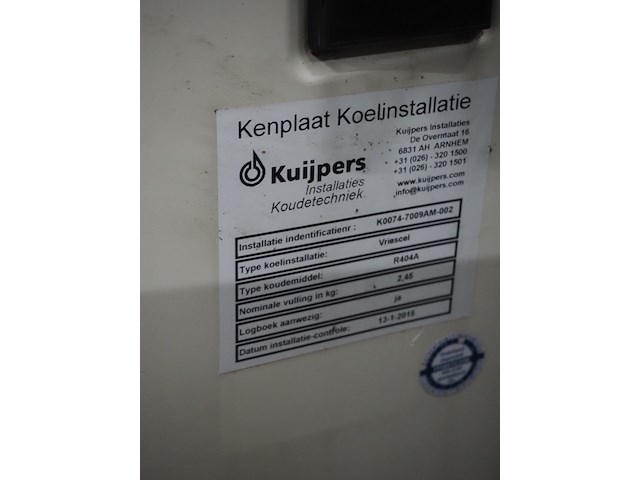 Kenplaat Koelinstallatie
Kuijpers
Installaties
Koudetechniek
Kuijpers Installaties
De Overmaat 16
6831 AH ARNHEM
+31 (026) - 320 1500
+31 (026) - 320 1501
www.kuijpers.com
info@kuijpers.com
Installatie indentificatienr : K0074-7009AM-002
Type koelinstallatie: Vriescel
Type koudemiddel: R404A
Nominale vulling in kg: 2,45
Logboek aanwezig: ja
Datum installatie-controle: 13-1-2015